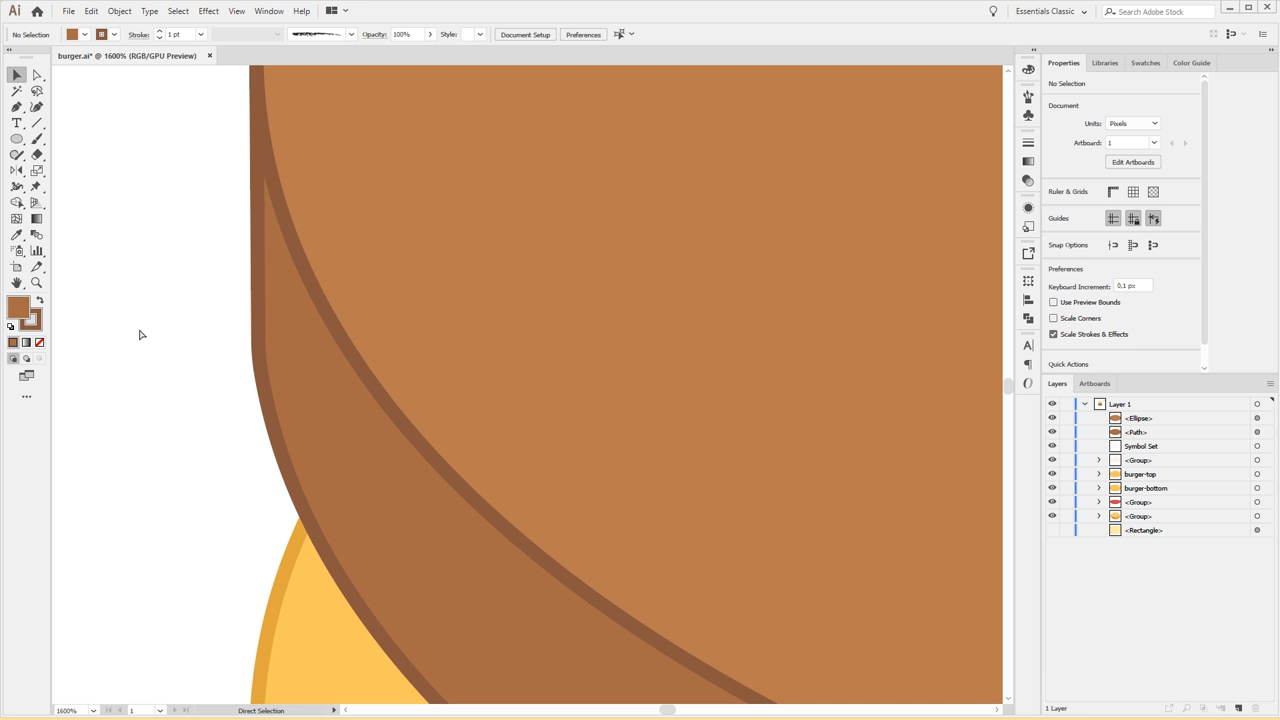 Ai File Edit Object Type Select Effect View Window Help Essentials Classic Search Adobe Stock
No Selection Stroke: 1 pt Opacity: 100% Style: Document Setup Preferences
burger.ai* @ 1600% (RGB/GPU Preview)
Properties Libraries Swatches Color Guide
No Selection
Document
Units: Pixels
Artboard: 1
Edit Artboards
Ruler & Grids
Guides
Snap Options
Preferences
Keyboard Increment: 0,1 px
Use Preview Bounds
Scale Corners
Scale Strokes & Effects
Quick Actions
Layers Artboards
Layer 1
<Ellipse>
<Path>
Symbol Set
<Group>
burger-top
burger-bottom
<Group>
<Group>
<Rectangle>
1600% 1 Direct Selection 1 Layer